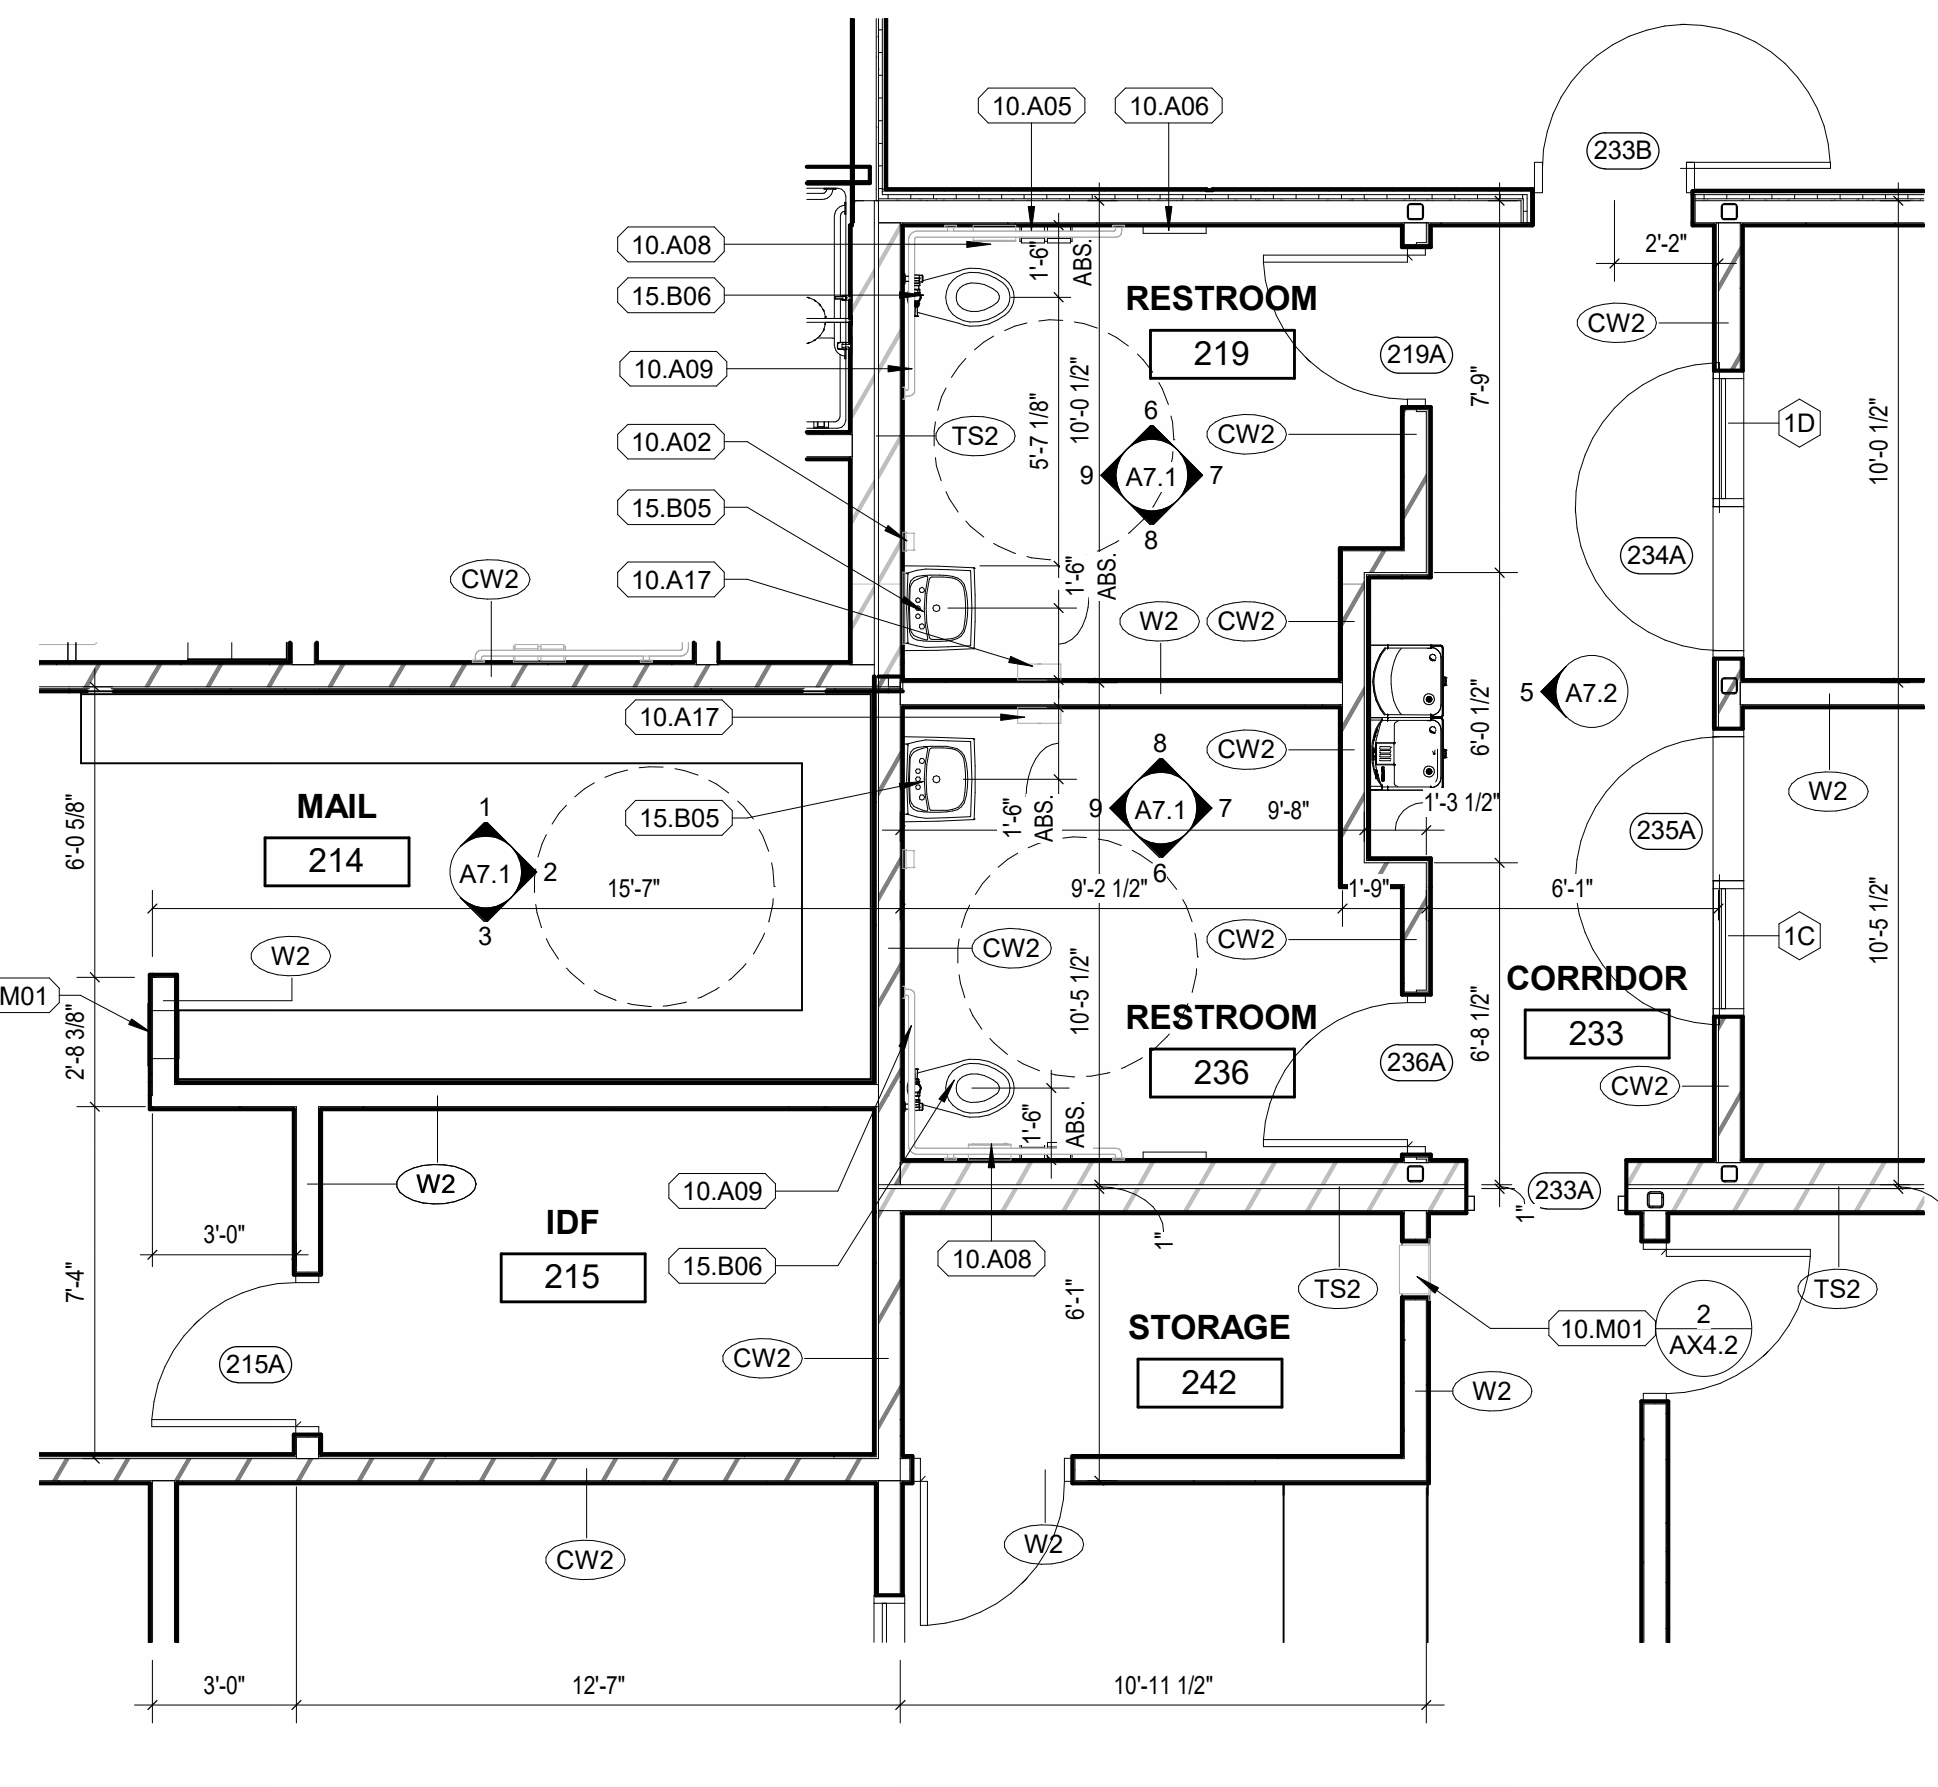 10.A05
10.A06
233B
10.A08
1'-6"
ABS.
2'-2"
15.B06
RESTROOM
219
CW2
10.A09
219A
7'-9"
10'-0 1/2"
5'-7 1/8"
10.A02
TS2
6
9
A7.1
7
8
CW2
1D
10'-0 1/2"
15.B05
234A
CW2
10.A17
1'-6"
ABS.
W2
CW2
10.A17
5
A7.2
6'-0 1/2"
CW2
W2
MAIL
214
1
A7.1
2
3
15.B05
8
9
A7.1
7
6
1'-6"
ABS.
9'-8"
1'-3 1/2"
235A
6'-0 5/8"
15'-7"
9'-2 1/2"
1'-9"
6'-1"
W2
CW2
CW2
1C
10'-5 1/2"
M01
2'-8 3/8"
10'-5 1/2"
RESTROOM
236
6'-8 1/2"
CORRIDOR
233
236A
CW2
1'-6"
ABS.
W2
10.A09
233A
1"
1"
3'-0"
IDF
215
15.B06
10.A08
7'-4"
6'-1"
TS2
TS2
STORAGE
242
10.M01
2
AX4.2
215A
CW2
W2
CW2
W2
3'-0"
12'-7"
10'-11 1/2"